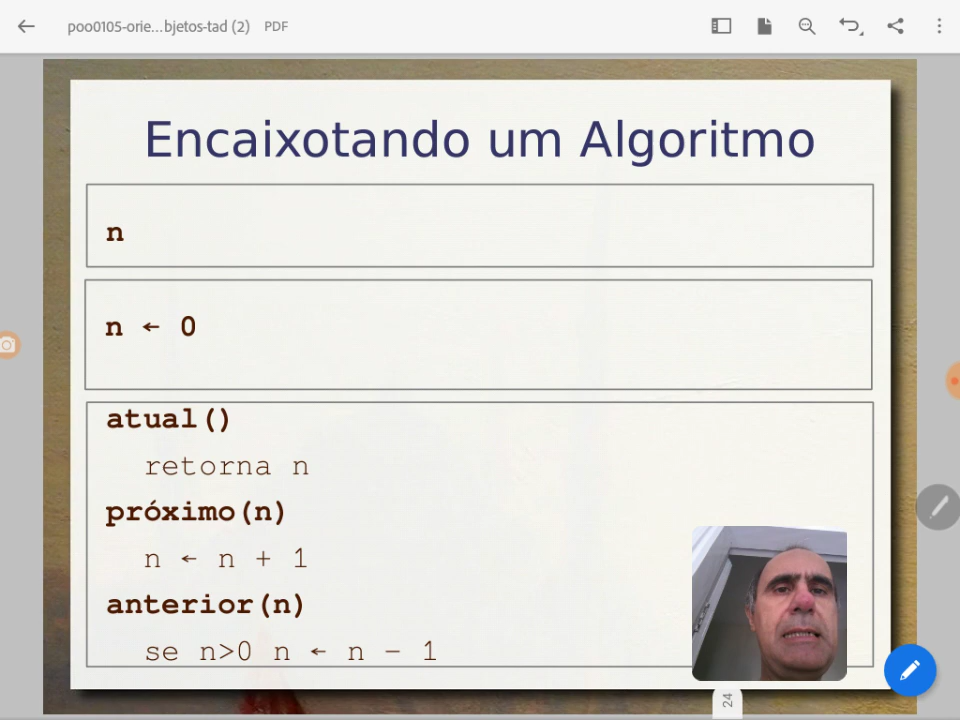 poo0105-orie...bjetos-tad (2) PDF
Encaixotando um Algoritmo
n
n ← 0
atual()
retorna n
próximo(n)
n ← n + 1
anterior(n)
se n>0 n ← n – 1
24